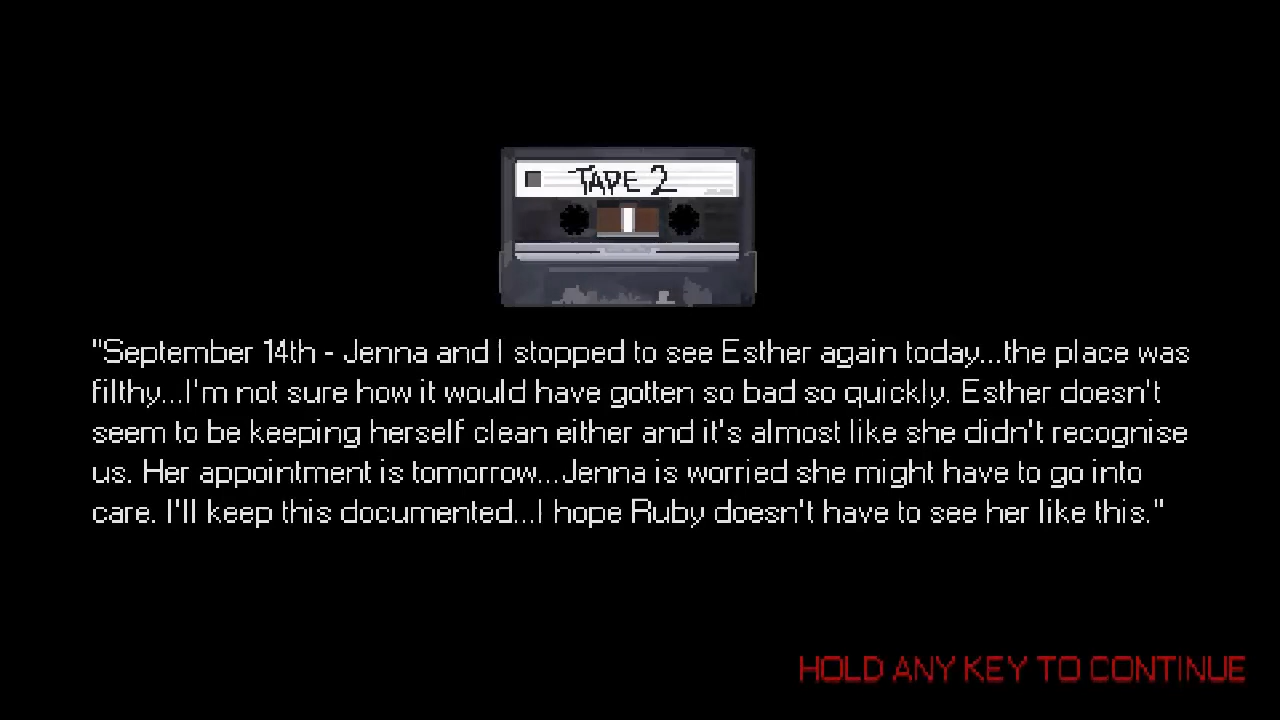 TAPE 2
"September 14th - Jenna and I stopped to see Esther again today...the place was
filthy...I'm not sure how it would have gotten so bad so quickly. Esther doesn't
seem to be keeping herself clean either and it's almost like she didn't recognise
us. Her appointment is tomorrow...Jenna is worried she might have to go into
care. I'll keep this documented...I hope Ruby doesn't have to see her like this."
HOLD ANY KEY TO CONTINUE